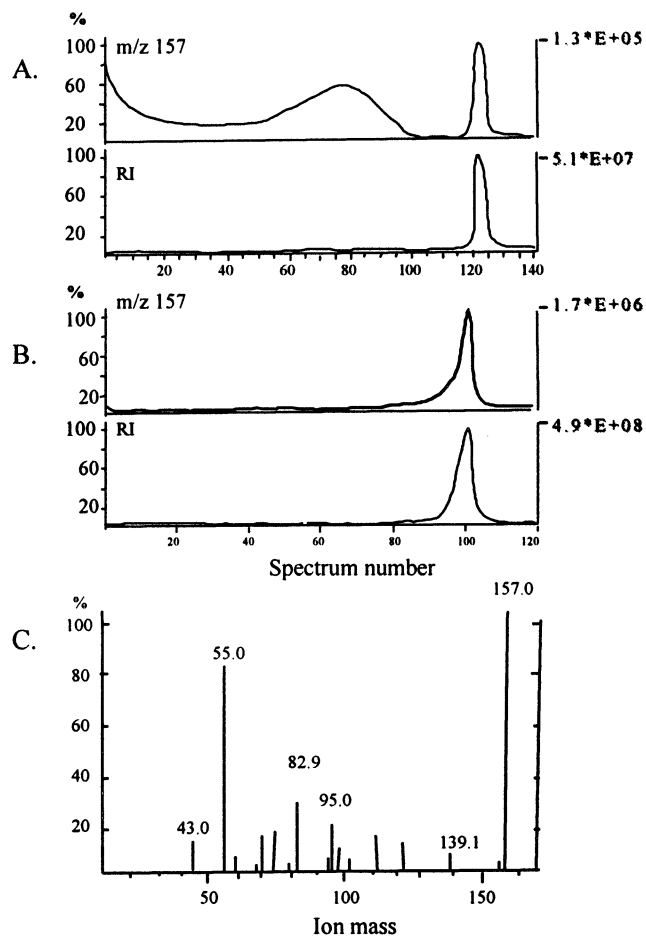 %
A.
m/z 157
1.3*E+05
100
60
20
RI
5.1*E+07
100
60
20
20 40 60 80 100 120 140
%
B.
m/z 157
1.7*E+06
100
60
20
RI
4.9*E+08
100
60
20
20 40 60 80 100 120
Spectrum number
C.
%
157.0
100
55.0
80
60
82.9
40
95.0
43.0
20
139.1
50 100 150
Ion mass